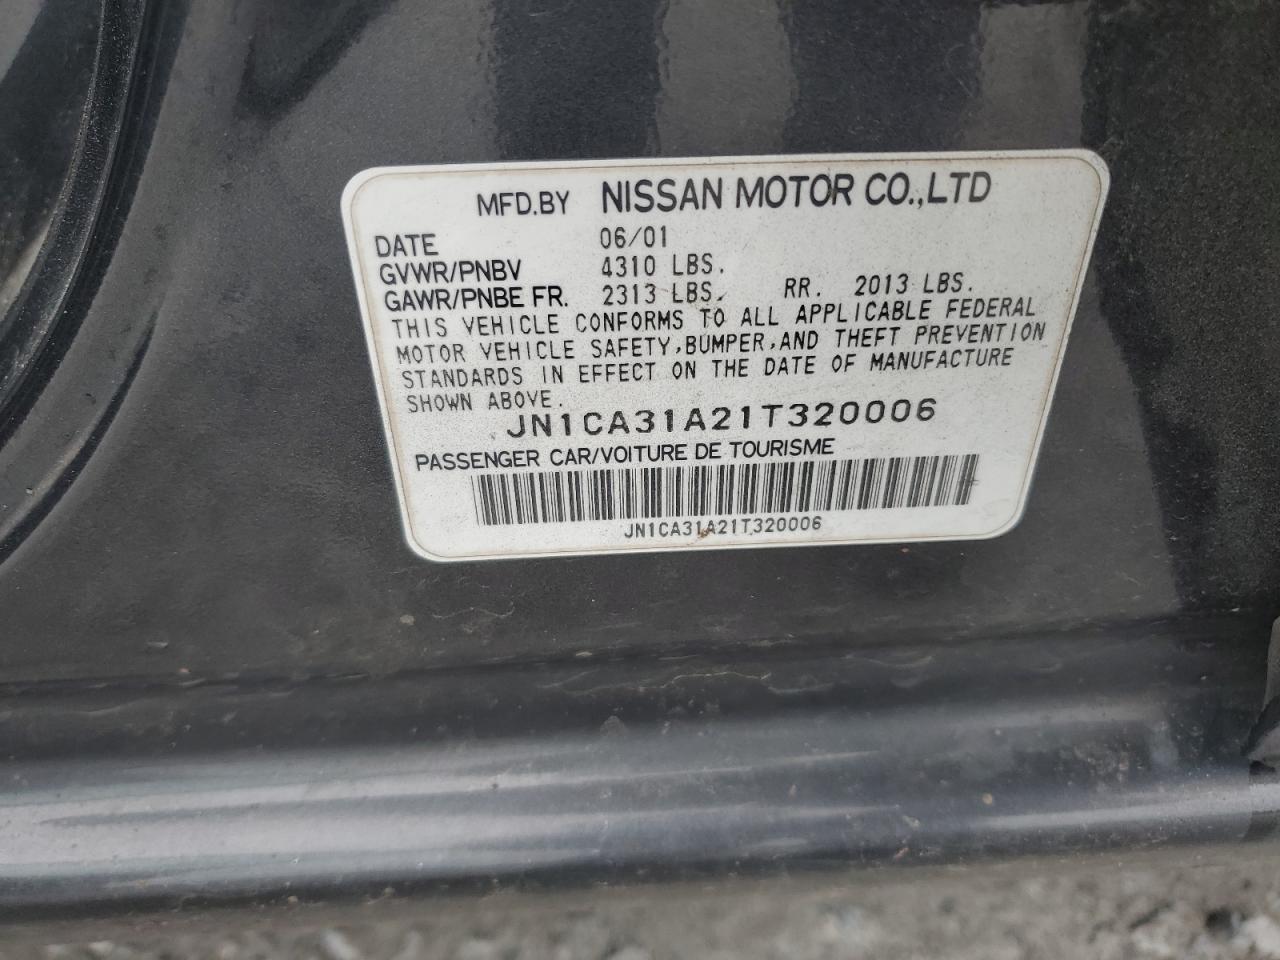 MFD.BY NISSAN MOTOR CO.,LTD
DATE 06/01
GVWR/PNBV 4310 LBS.
GAWR/PNBE FR. 2313 LBS. RR. 2013 LBS.
THIS VEHICLE CONFORMS TO ALL APPLICABLE FEDERAL
MOTOR VEHICLE SAFETY,BUMPER,AND THEFT PREVENTION
STANDARDS IN EFFECT ON THE DATE OF MANUFACTURE
SHOWN ABOVE.
JN1CA31A21T320006
PASSENGER CAR/VOITURE DE TOURISME
JN1CA31A21T320006